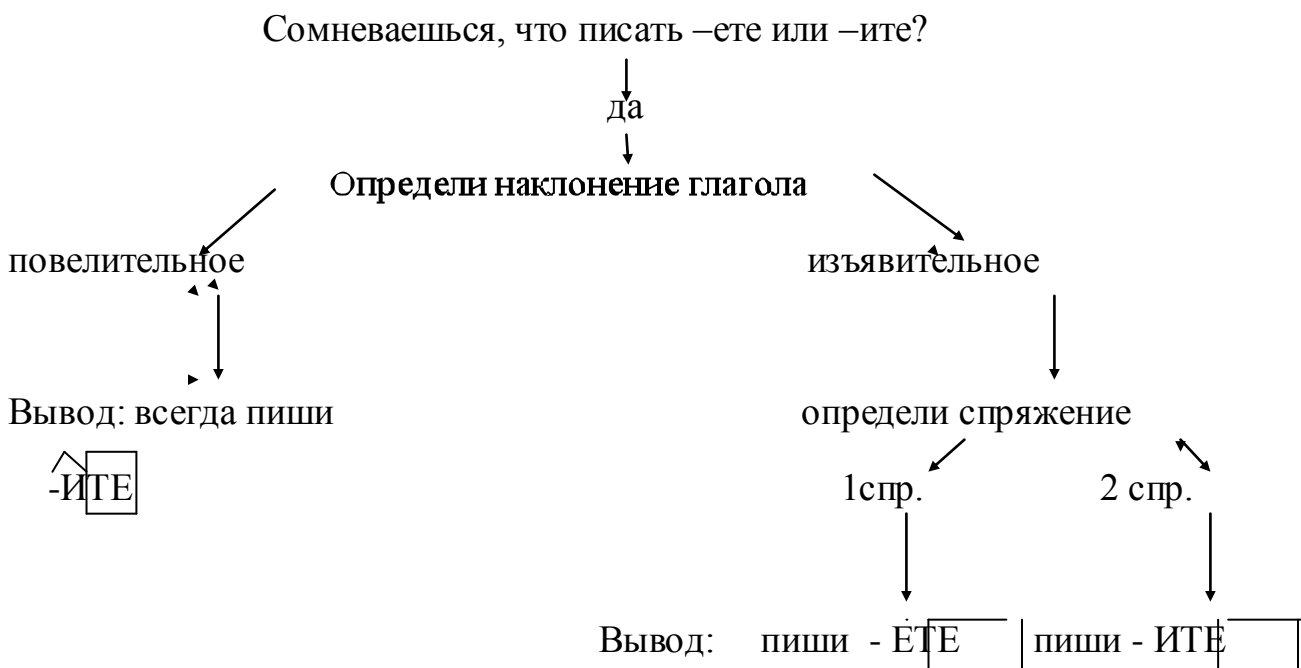 Сомневаешься, что писать –ете или –ите?
да
Определи наклонение глагола
повелительное изъявительное
Вывод: всегда пиши определи спряжение
-ИТЕ 1спр. 2 спр.
Вывод: пиши - ЕТЕ пиши - ИТЕ